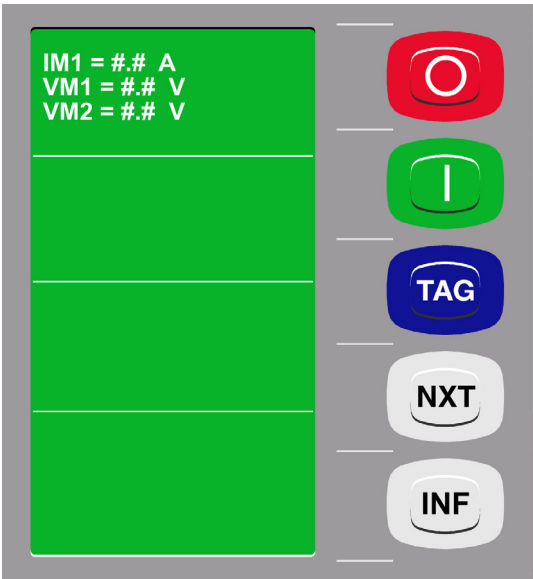 IM1 = #.# A
VM1 = #.# V
VM2 = #.# V
O
I
TAG
NXT
INF